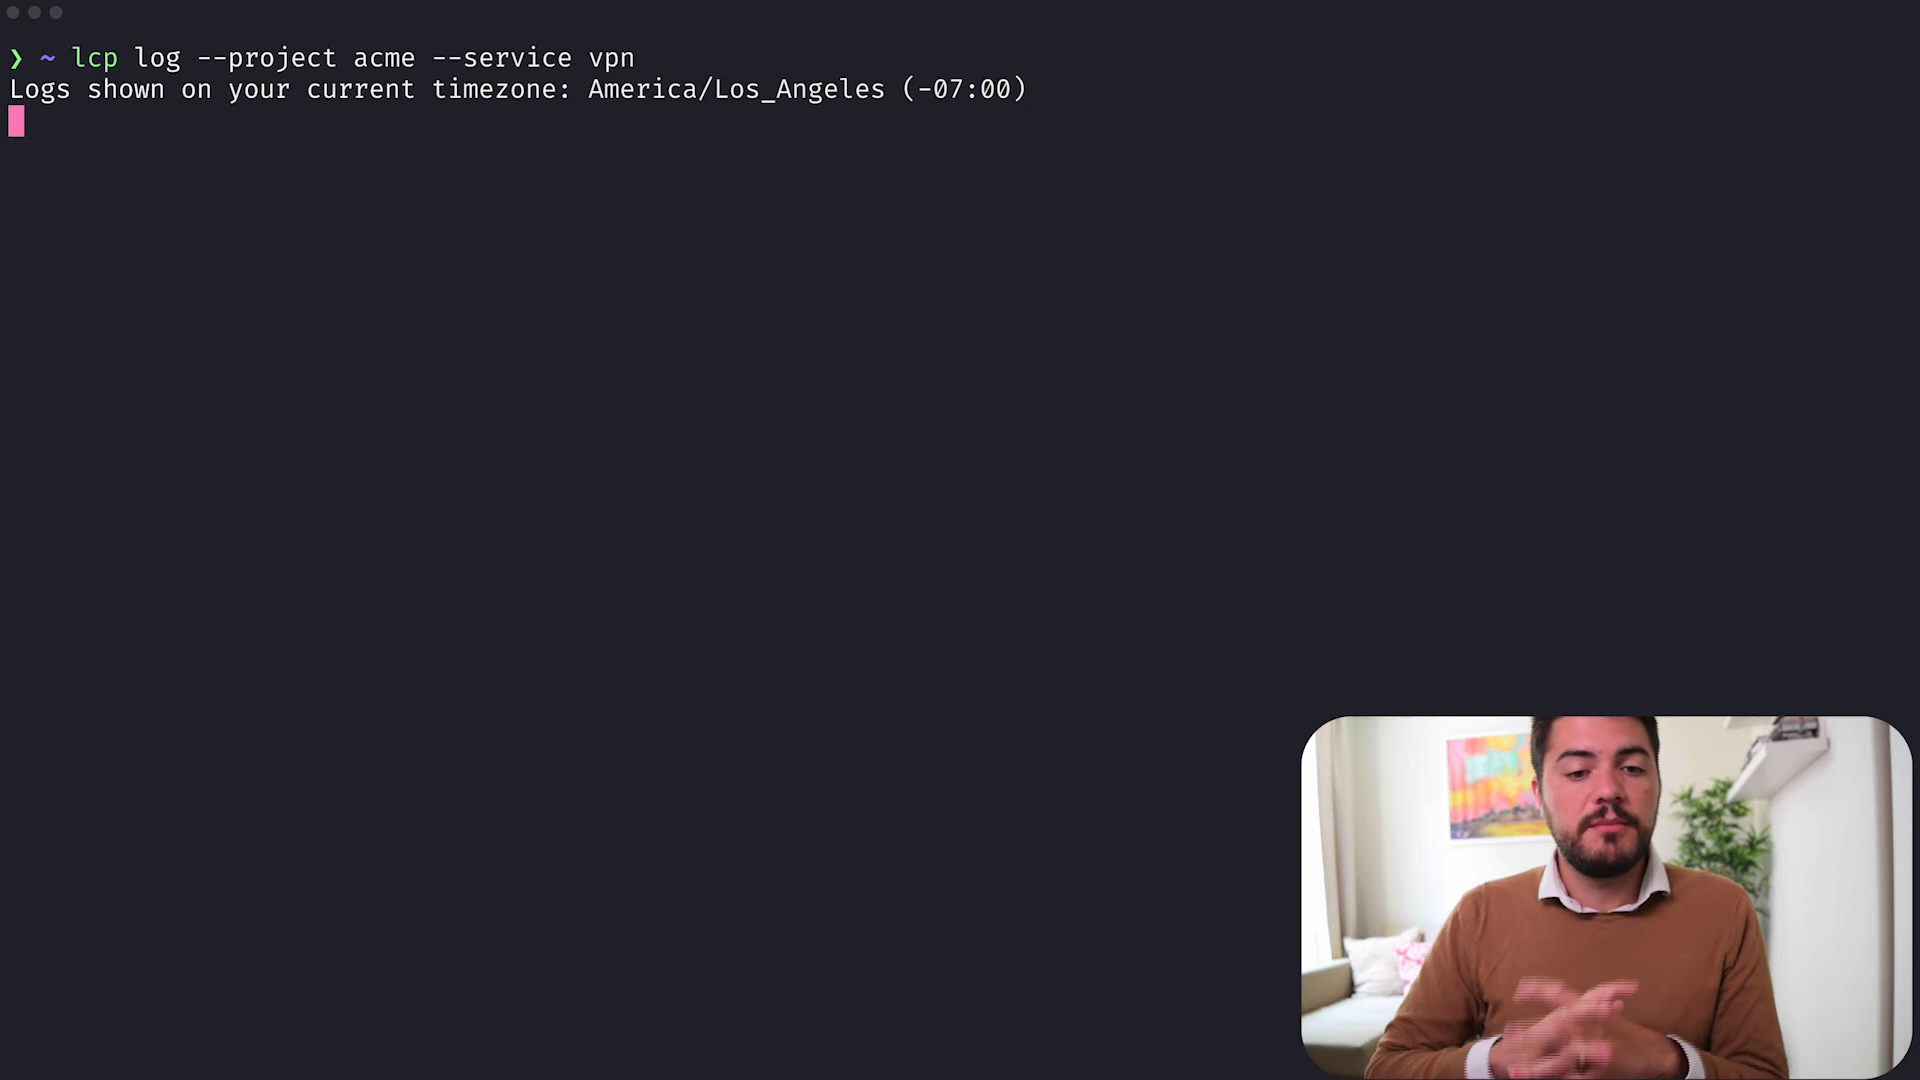 ❯ ~ lcp log --project acme --service vpn
Logs shown on your current timezone: America/Los_Angeles (-07:00)